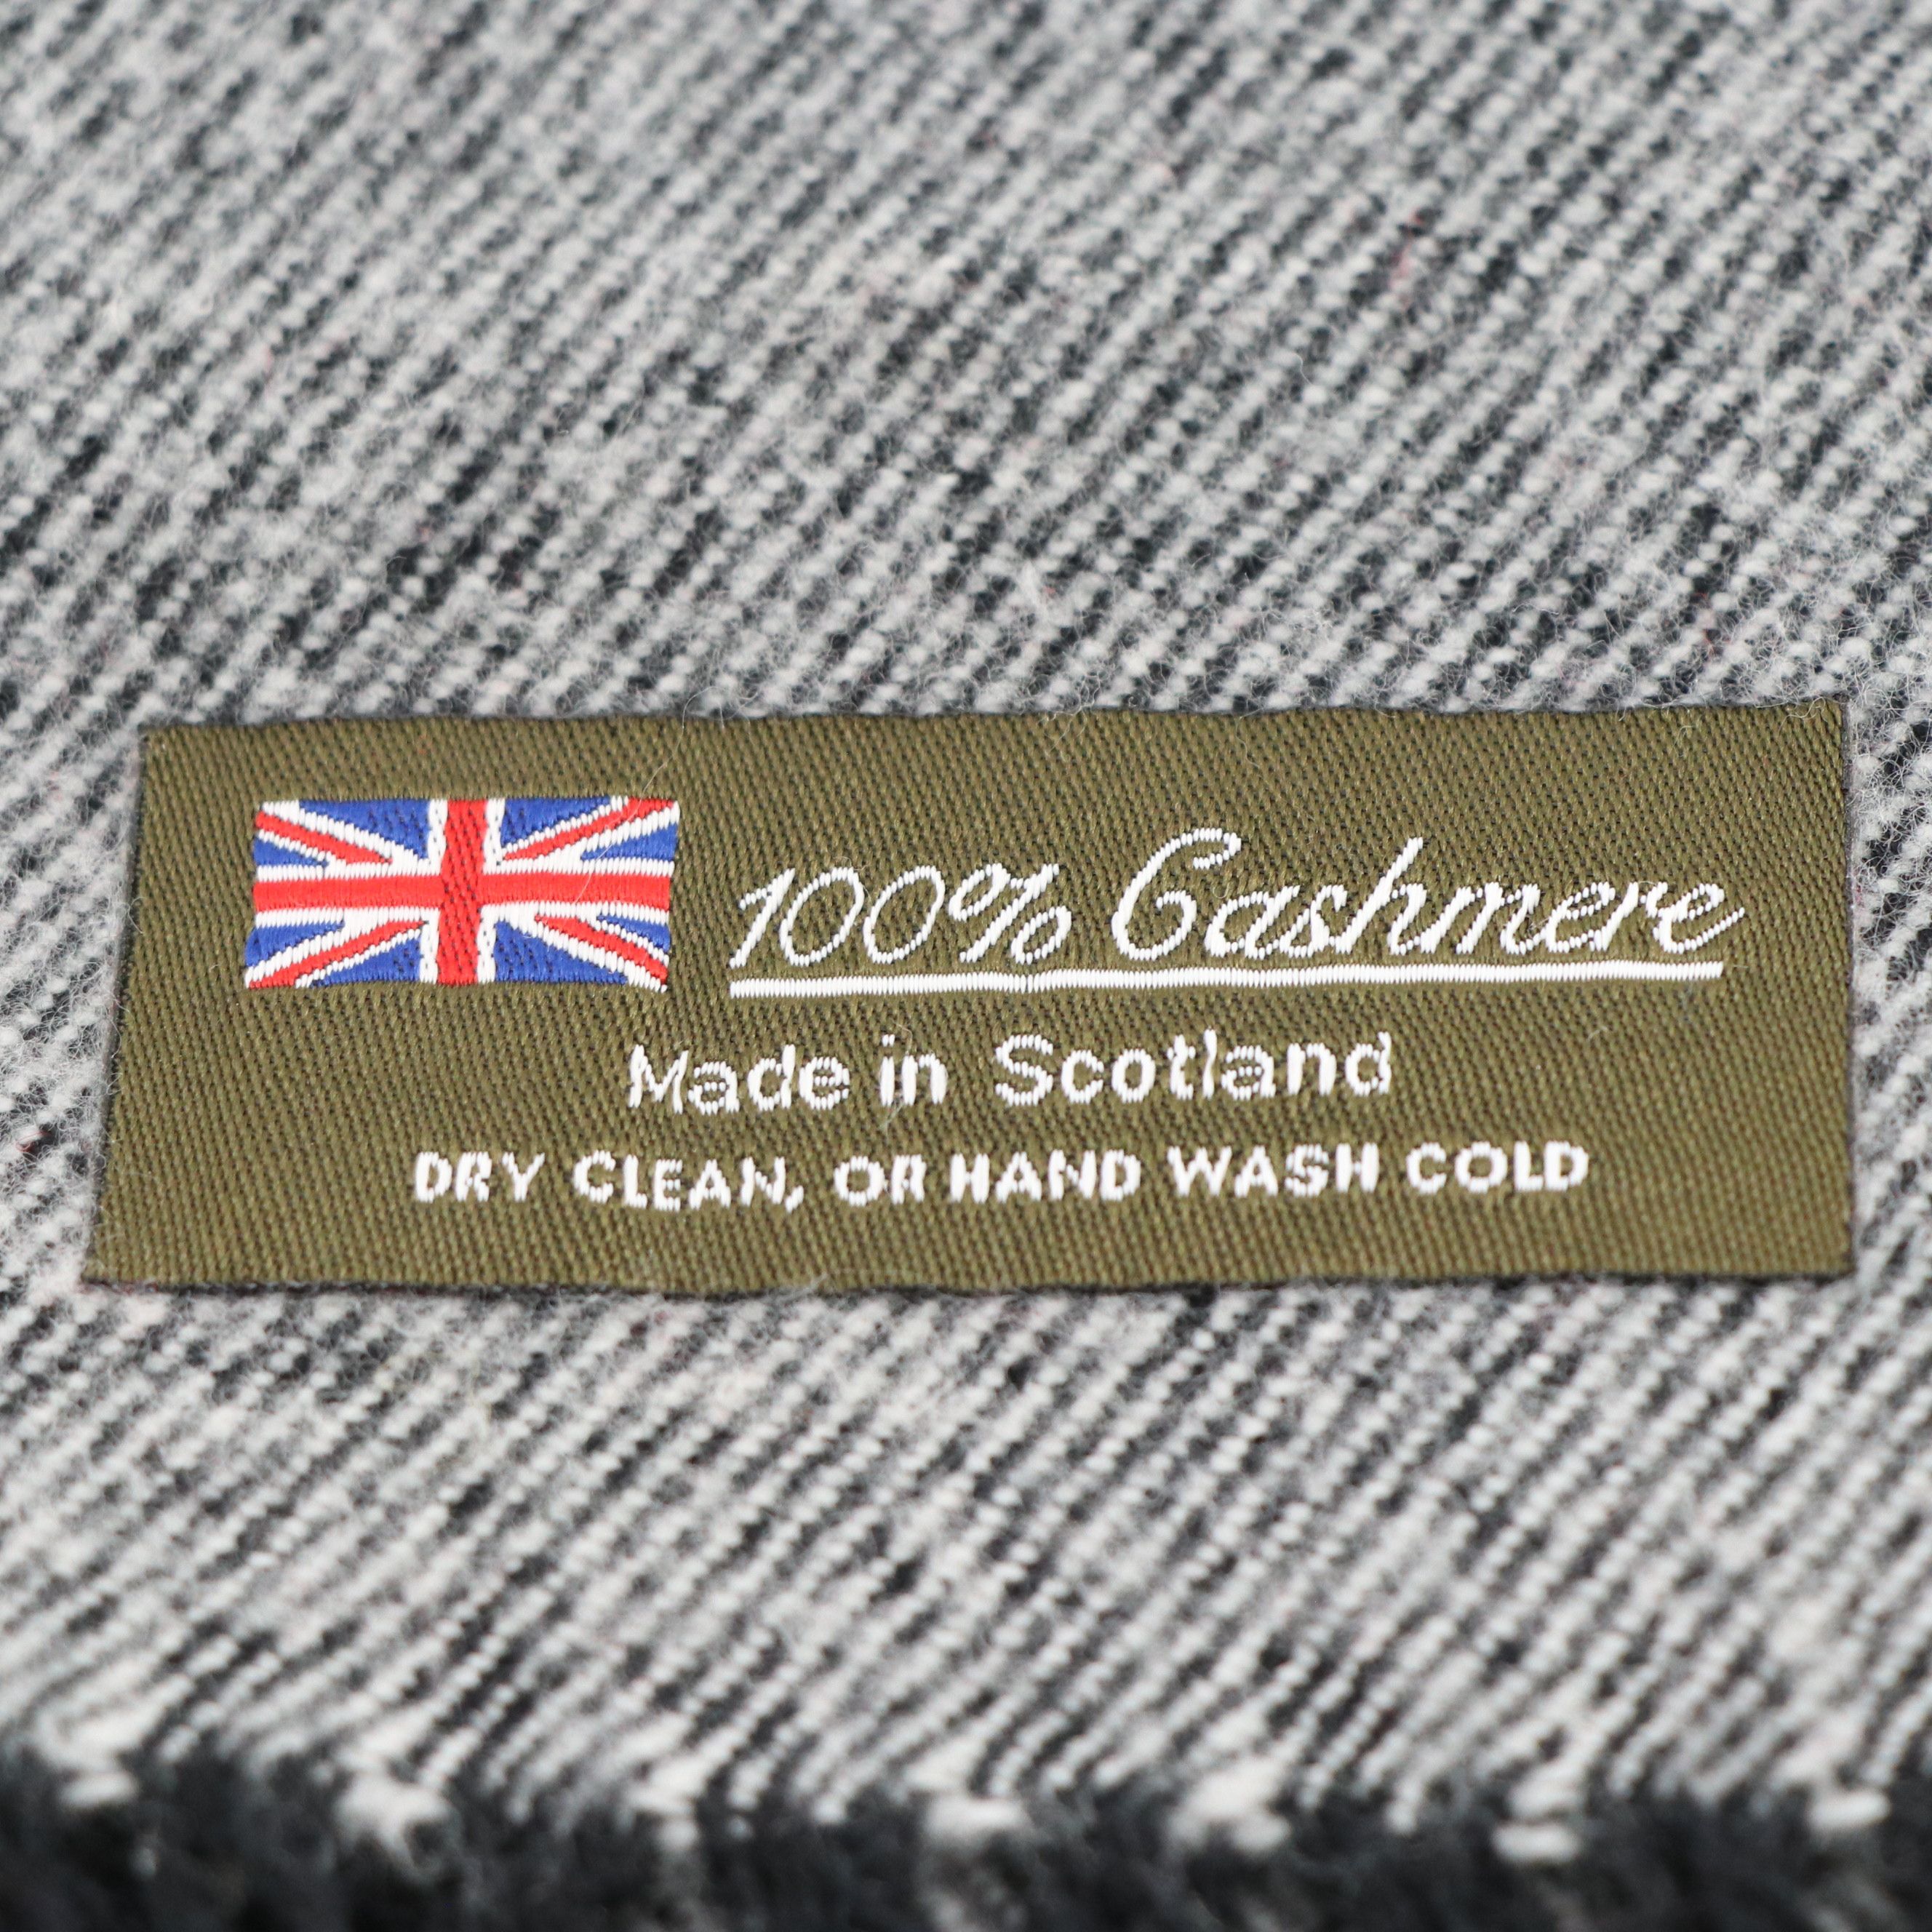 100% Cashmere
Made in Scotland
DRY CLEAN, OR HAND WASH COLD